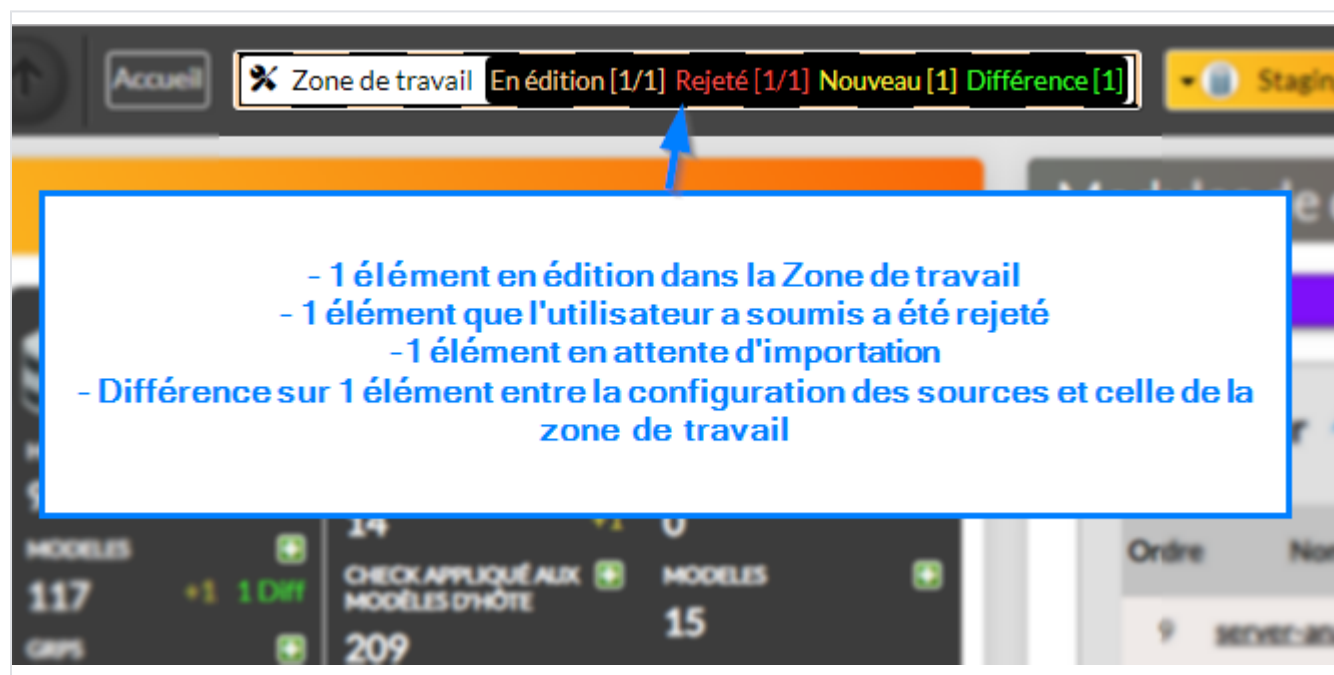 Accueil
Zone de travail En édition [1/1] Rejeté [1/1] Nouveau [1] Différence [1]
- 1 élément en édition dans la Zone de travail
- 1 élément que l'utilisateur a soumis a été rejeté
-1 élément en attente d'importation
- Différence sur 1 élément entre la configuration des sources et celle de la
zone de travail
14 +1 0
MODELES
117 +1 1 Diff
GRPS
CHECK APPLIQUÉ AUX
MODÈLES D'HÔTE
209
MODELES
15
Ordre
9